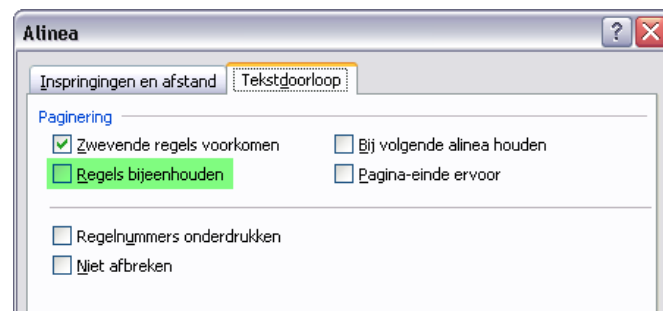 Alinea
Inspringingen en afstand
Tekstdoorloop
Paginering
Zwevende regels voorkomen
Bij volgende alinea houden
Regels bijeenhouden
Pagina-einde ervoor
Regelnummers onderdrukken
Niet afbreken